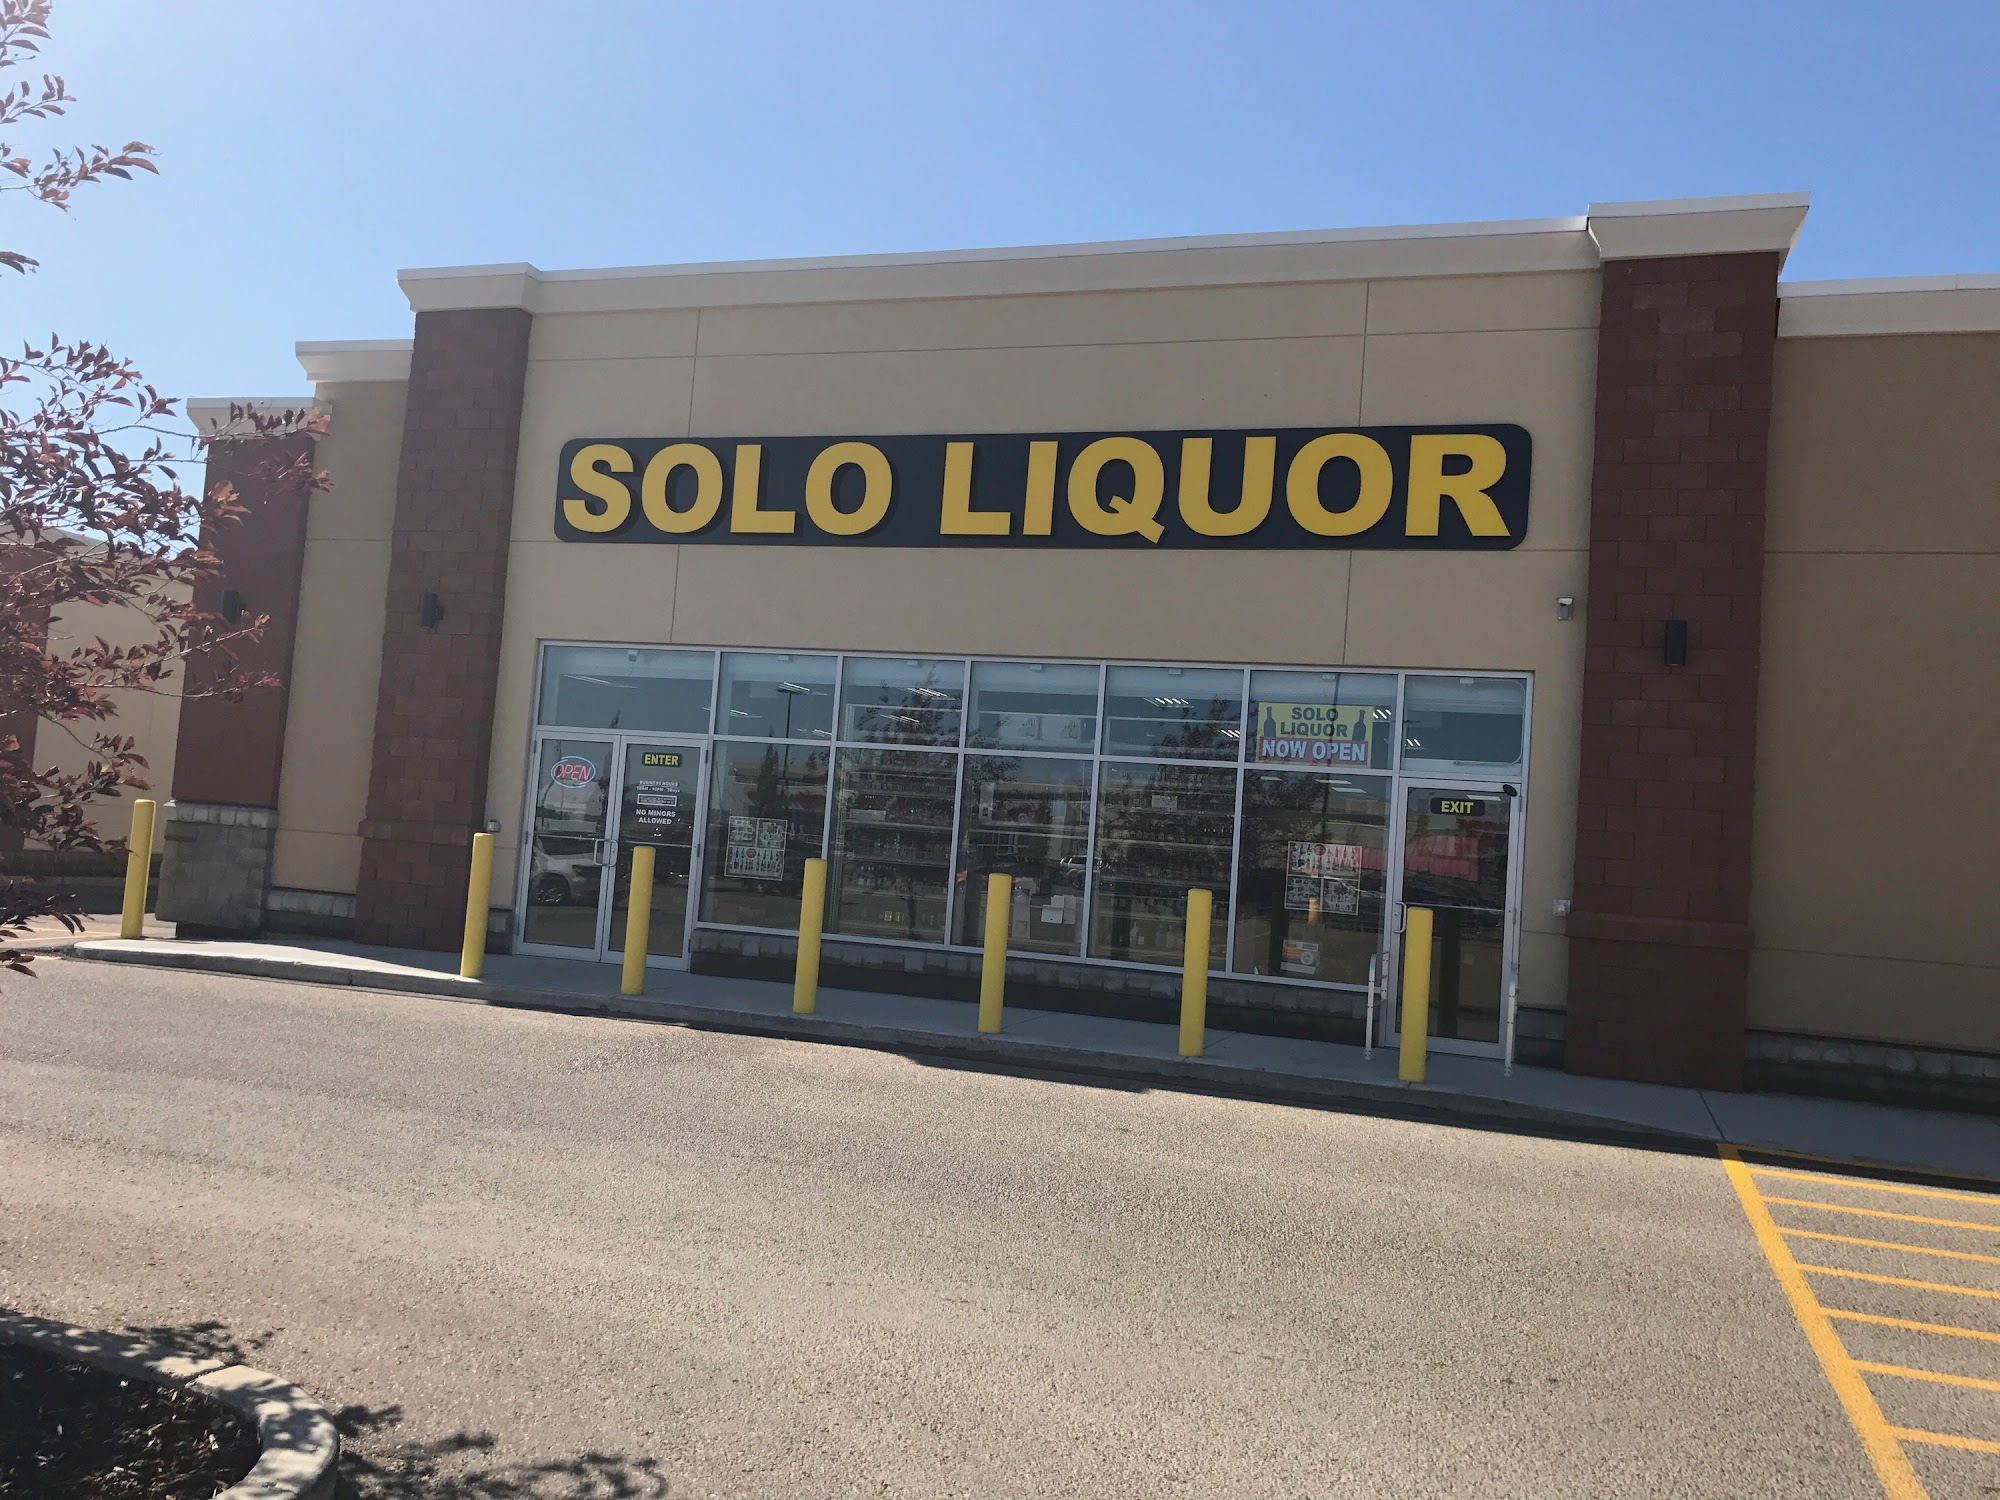 SOLO LIQUOR
SOLO
LIQUOR
NOW OPEN
OPEN
ENTER
BUSINESS HOURS
NO MINORS
ALLOWED
EXIT